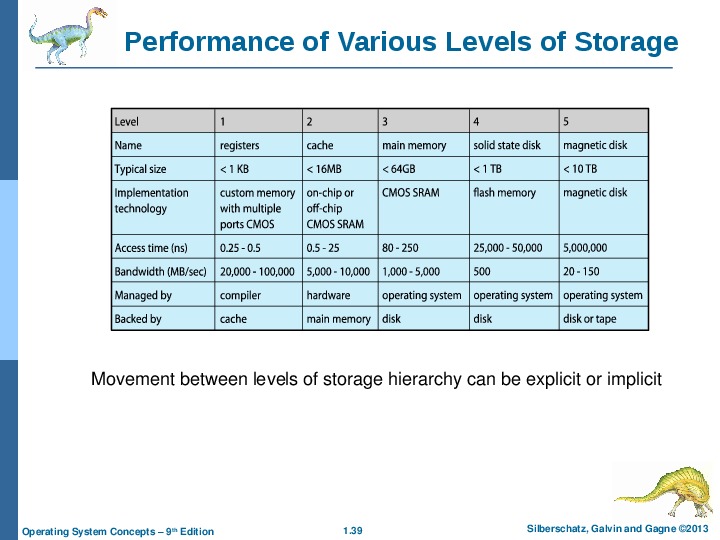 Performance of Various Levels of Storage
Level 1 2 3 4 5
Name registers cache main memory solid state disk magnetic disk
Typical size < 1 KB < 16MB < 64GB < 1 TB < 10 TB
Implementation technology custom memory with multiple ports CMOS on-chip or off-chip CMOS SRAM CMOS SRAM flash memory magnetic disk
Access time (ns) 0.25 - 0.5 0.5 - 25 80 - 250 25,000 - 50,000 5,000,000
Bandwidth (MB/sec) 20,000 - 100,000 5,000 - 10,000 1,000 - 5,000 500 20 - 150
Managed by compiler hardware operating system operating system operating system
Backed by cache main memory disk disk disk or tape
Movement between levels of storage hierarchy can be explicit or implicit
Operating System Concepts – 9th Edition 1.39 Silberschatz, Galvin and Gagne ©2013